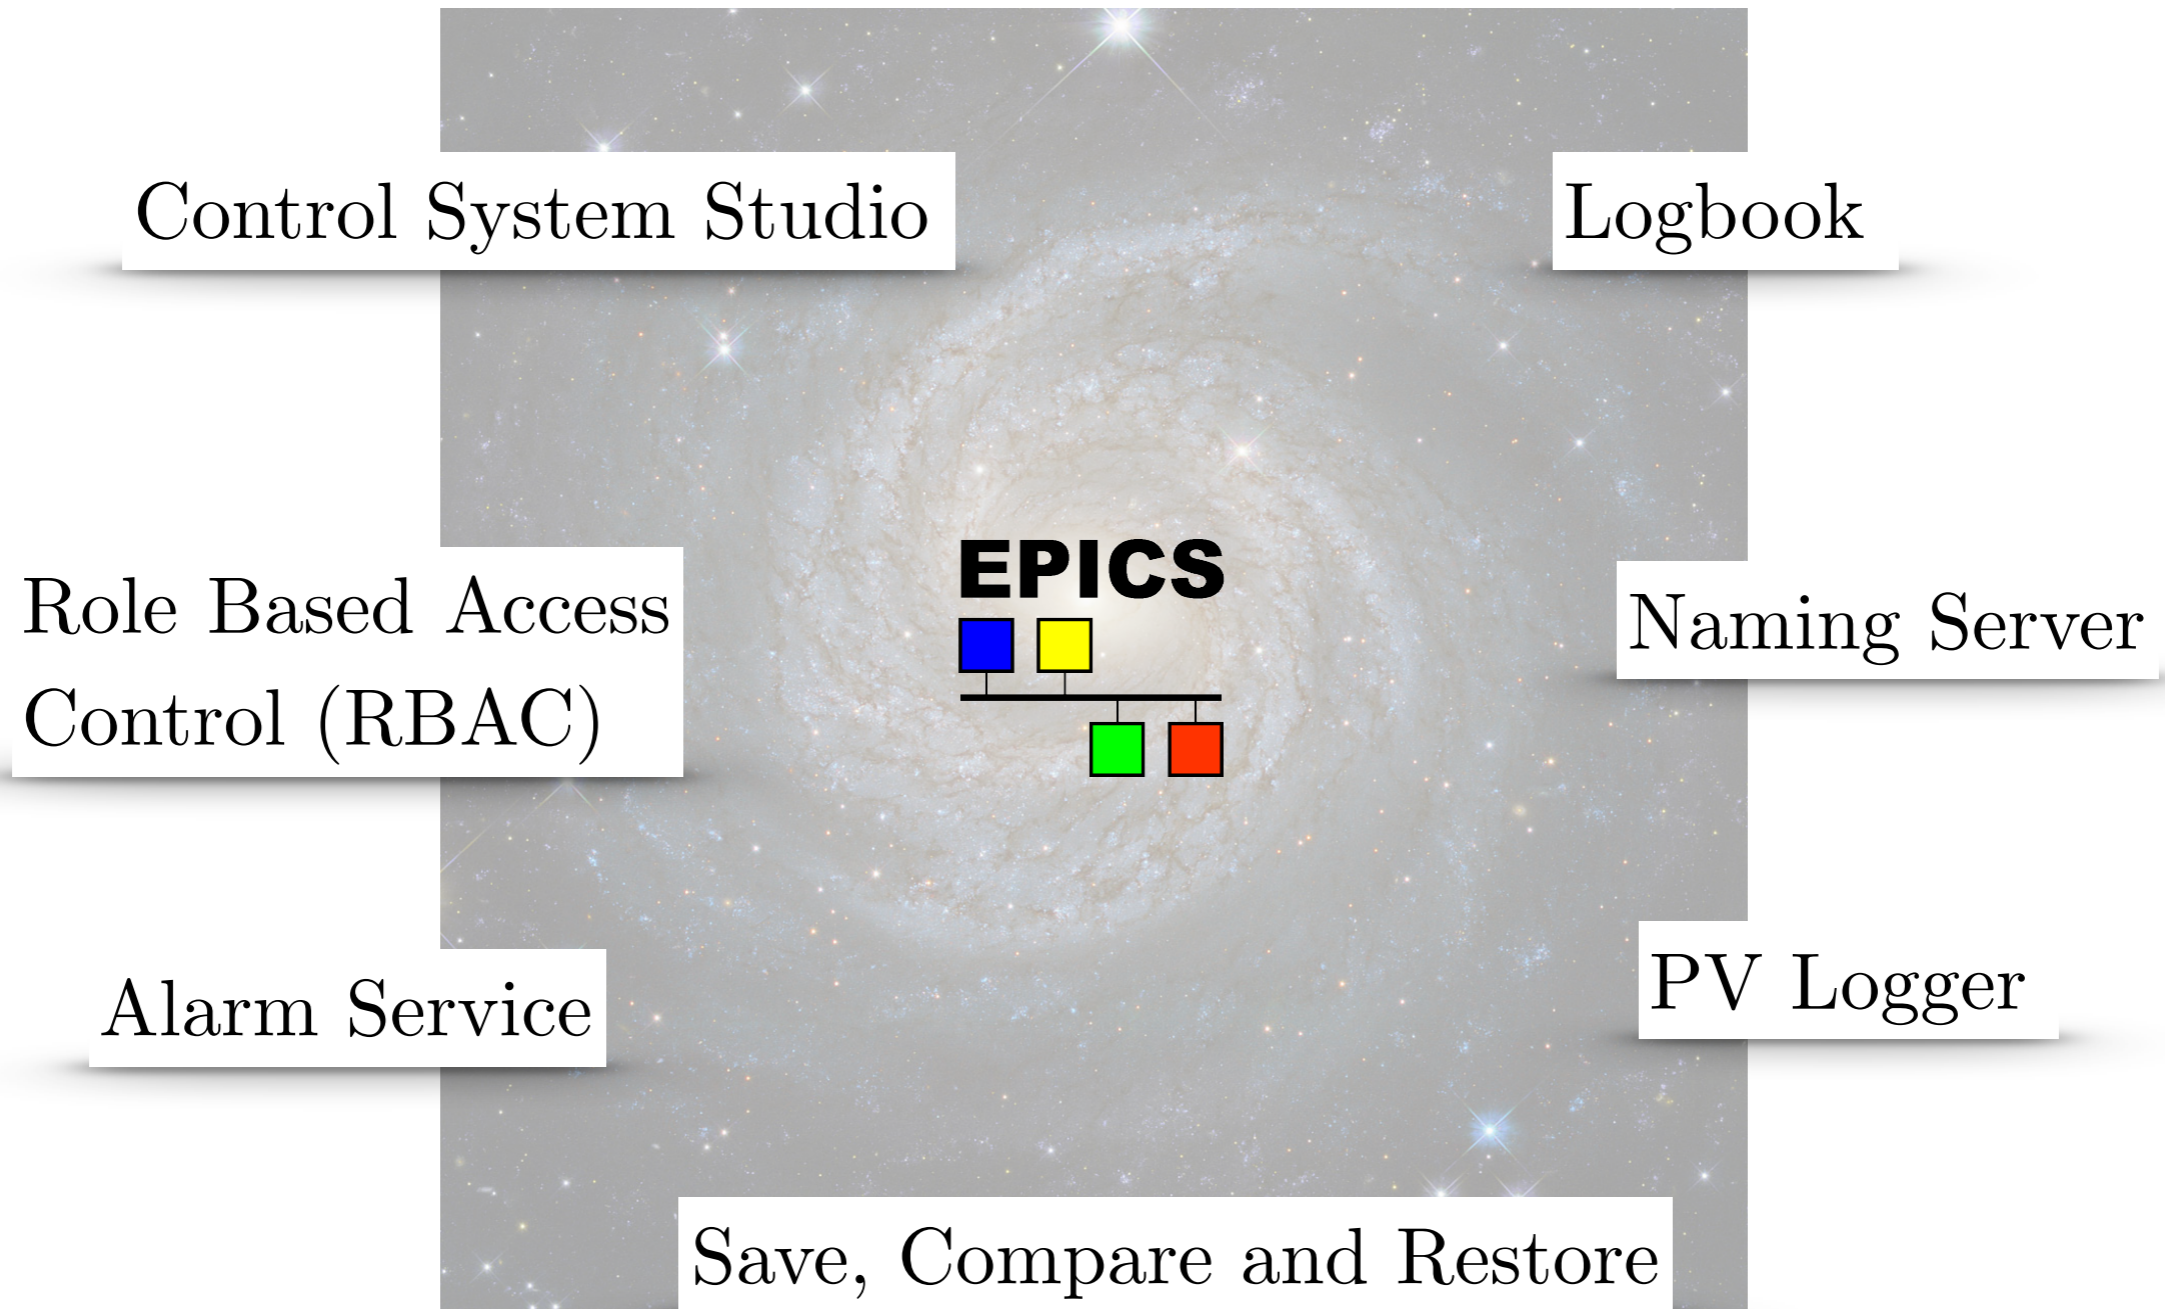 Control System Studio
Logbook
EPICS
Role Based Access
Control (RBAC)
Naming Server
Alarm Service
PV Logger
Save, Compare and Restore